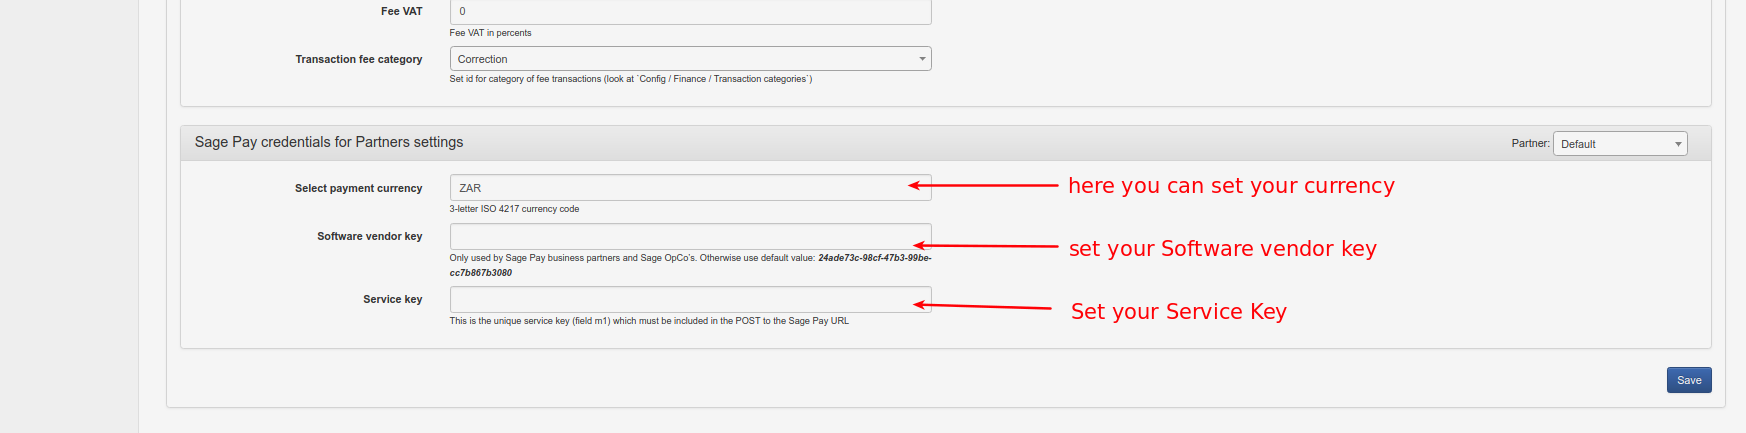 Fee VAT
0
Fee VAT in percents
Transaction fee category
Correction
Set id for category of fee transactions (look at `Config / Finance / Transaction categories`)
Sage Pay credentials for Partners settings
Partner: Default
Select payment currency
ZAR
here you can set your currency
3-letter ISO 4217 currency code
Software vendor key
set your Software vendor key
Only used by Sage Pay business partners and Sage OpCo's. Otherwise use default value: 24ade73c-98cf-47b3-99be-
cc7b867b3080
Service key
Set your Service Key
This is the unique service key (field m1) which must be included in the POST to the Sage Pay URL
Save